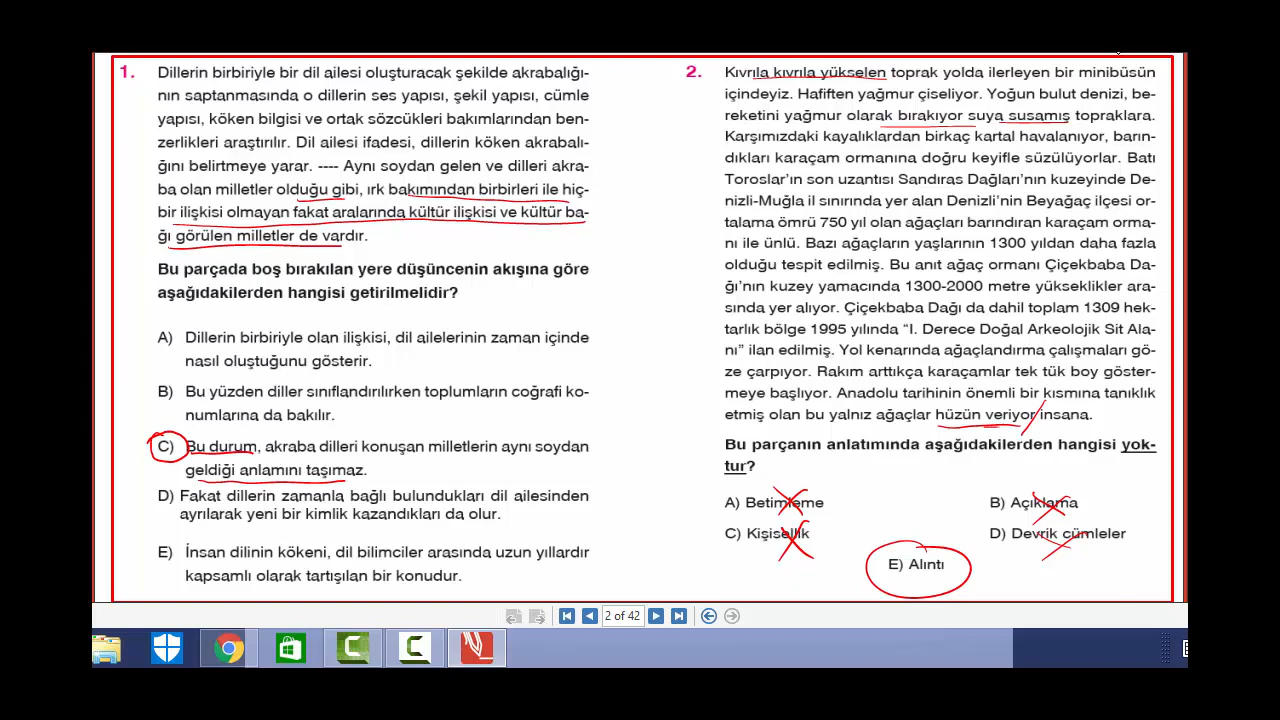 1. Dillerin birbiriyle bir dil ailesi oluşturacak şekilde akrabalığı-
nın saptanmasında o dillerin ses yapısı, şekil yapısı, cümle
yapısı, köken bilgisi ve ortak sözcükleri bakımlarından ben-
zerlikleri araştırılır. Dil ailesi ifadesi, dillerin köken akrabalı-
ğını belirtmeye yarar. ---- Aynı soydan gelen ve dilleri akra-
ba olan milletler olduğu gibi, ırk bakımından birbirleri ile hiç-
bir ilişkisi olmayan fakat aralarında kültür ilişkisi ve kültür ba-
ğı görülen milletler de vardır.
Bu parçada boş bırakılan yere düşüncenin akışına göre
aşağıdakilerden hangisi getirilmelidir?
A) Dillerin birbiriyle olan ilişkisi, dil ailelerinin zaman içinde
nasıl oluştuğunu gösterir.
B) Bu yüzden diller sınıflandırılırken toplumların coğrafi ko-
numlarına da bakılır.
C) Bu durum, akraba dilleri konuşan milletlerin aynı soydan
geldiği anlamını taşımaz.
D) Fakat dillerin zamanla bağlı bulundukları dil ailesinden
ayrılarak yeni bir kimlik kazandıkları da olur.
E) İnsan dilinin kökeni, dil bilimciler arasında uzun yıllardır
kapsamlı olarak tartışılan bir konudur.
2. Kıvrıla kıvrıla yükselen toprak yolda ilerleyen bir minibüsün
içindeyiz. Hafiften yağmur çiseliyor. Yoğun bulut denizi, be-
reketini yağmur olarak bırakıyor suya susamış topraklara.
Karşımızdaki kayalıklardan birkaç kartal havalanıyor, barın-
dıkları karaçam ormanına doğru keyifle süzülüyorlar. Batı
Toroslar'ın son uzantısı Sandıras Dağları'nın kuzeyinde De-
nizli-Muğla il sınırında yer alan Denizli'nin Beyağaç ilçesi or-
talama ömrü 750 yıl olan ağaçları barındıran karaçam orma-
nı ile ünlü. Bazı ağaçların yaşlarının 1300 yıldan daha fazla
olduğu tespit edilmiş. Bu anıt ağaç ormanı Çiçekbaba Da-
ğı'nın kuzey yamacında 1300-2000 metre yükseklikler ara-
sında yer alıyor. Çiçekbaba Dağı da dahil toplam 1309 hek-
tarlık bölge 1995 yılında “I. Derece Doğal Arkeolojik Sit Ala-
nı” ilan edilmiş. Yol kenarında ağaçlandırma çalışmaları gö-
ze çarpıyor. Rakım arttıkça karaçamlar tek tük boy göster-
meye başlıyor. Anadolu tarihinin önemli bir kısmına tanıklık
etmiş olan bu yalnız ağaçlar hüzün veriyor insana.
Bu parçanın anlatımında aşağıdakilerden hangisi yok-
tur?
A) Betimleme B) Açıklama
C) Kişisellik D) Devrik cümleler
E) Alıntı
2 of 42